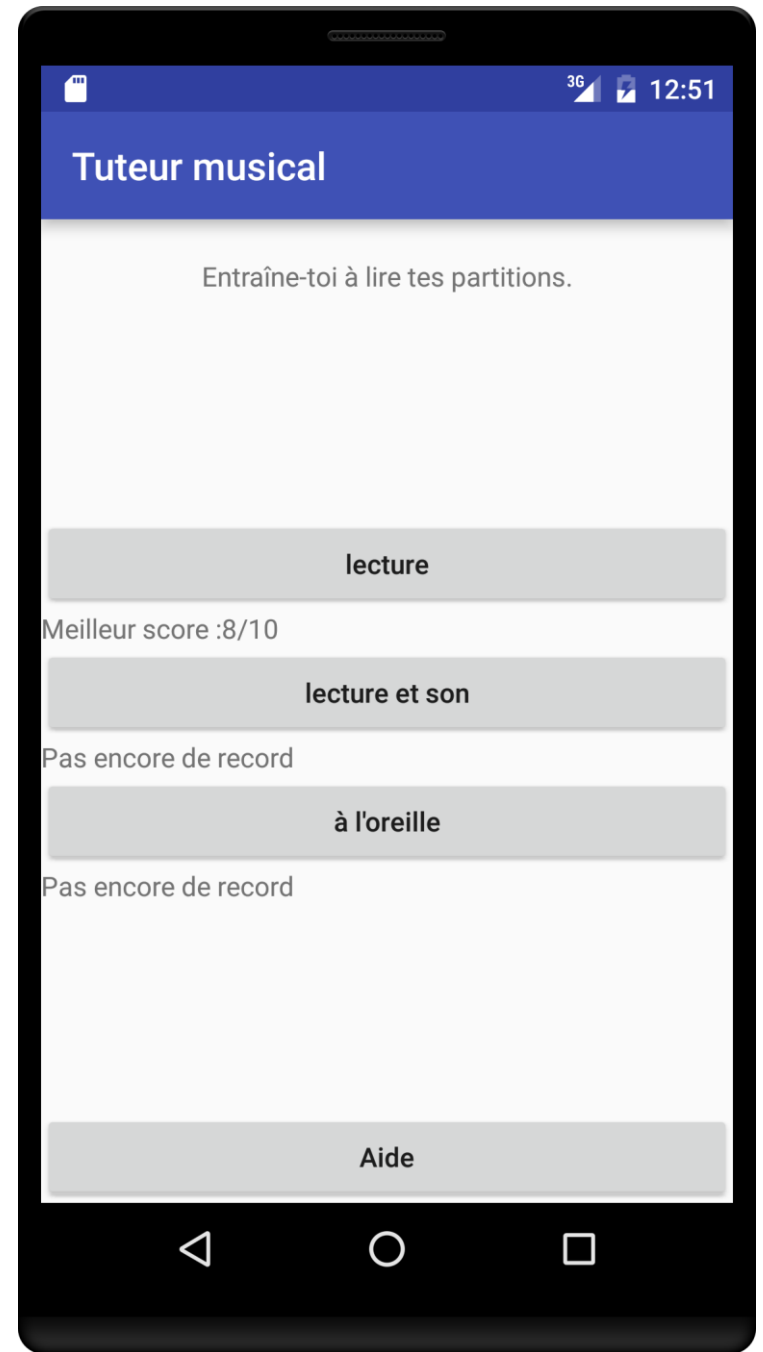 3G 12:51
Tuteur musical
Entraîne-toi à lire tes partitions.
lecture
Meilleur score :8/10
lecture et son
Pas encore de record
à l'oreille
Pas encore de record
Aide